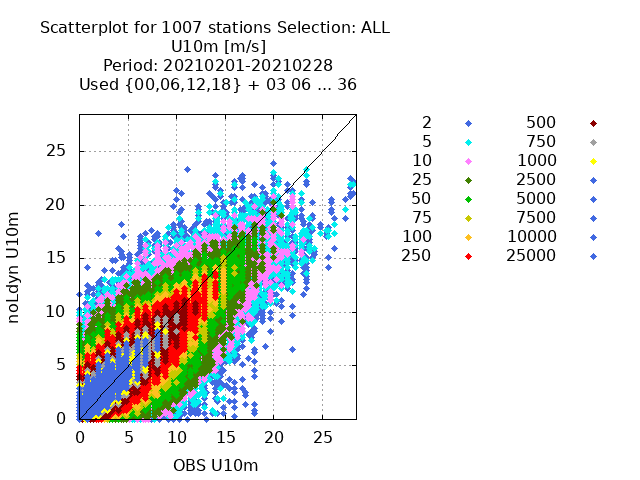 Scatterplot for 1007 stations Selection: ALL
U10m [m/s]
Period: 20210201-20210228
Used {00,06,12,18} + 03 06 ... 36
noLdyn U10m
25
20
15
10
5
0
0 5 10 15 20 25
OBS U10m
2 500
5 750
10 1000
25 2500
50 5000
75 7500
100 10000
250 25000